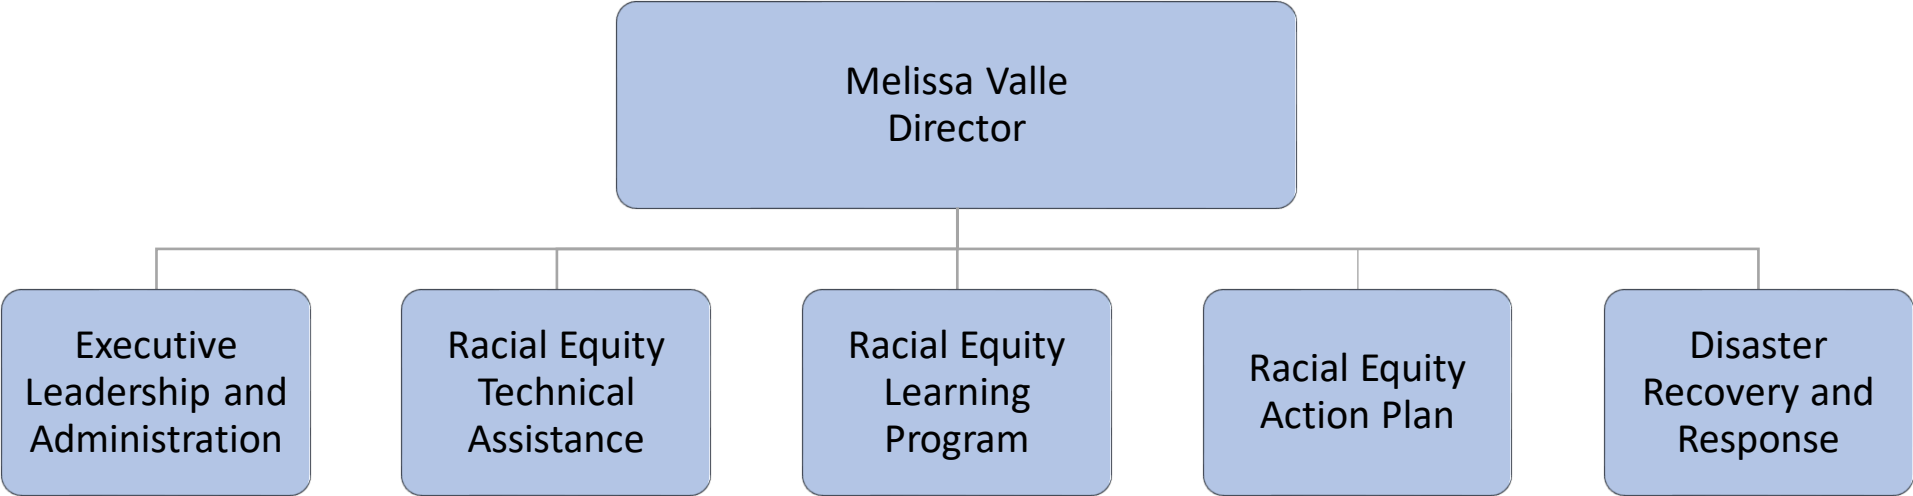 Melissa Valle
Director
Executive
Leadership and
Administration
Racial Equity
Technical
Assistance
Racial Equity
Learning
Program
Racial Equity
Action Plan
Disaster
Recovery and
Response